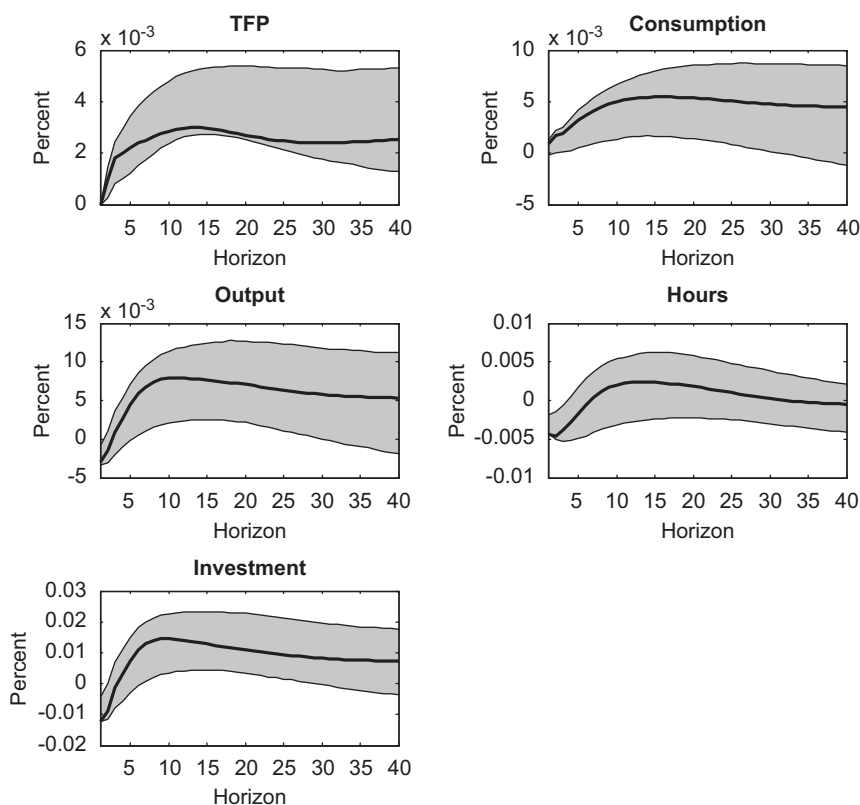 TFP
x 10⁻³
Percent
6
4
2
0
5 10 15 20 25 30 35 40
Horizon
Consumption
x 10⁻³
Percent
10
5
0
-5
5 10 15 20 25 30 35 40
Horizon
Output
x 10⁻³
Percent
15
10
5
0
-5
5 10 15 20 25 30 35 40
Horizon
Hours
Percent
0.01
0.005
0
-0.005
-0.01
5 10 15 20 25 30 35 40
Horizon
Investment
Percent
0.03
0.02
0.01
0
-0.01
-0.02
5 10 15 20 25 30 35 40
Horizon